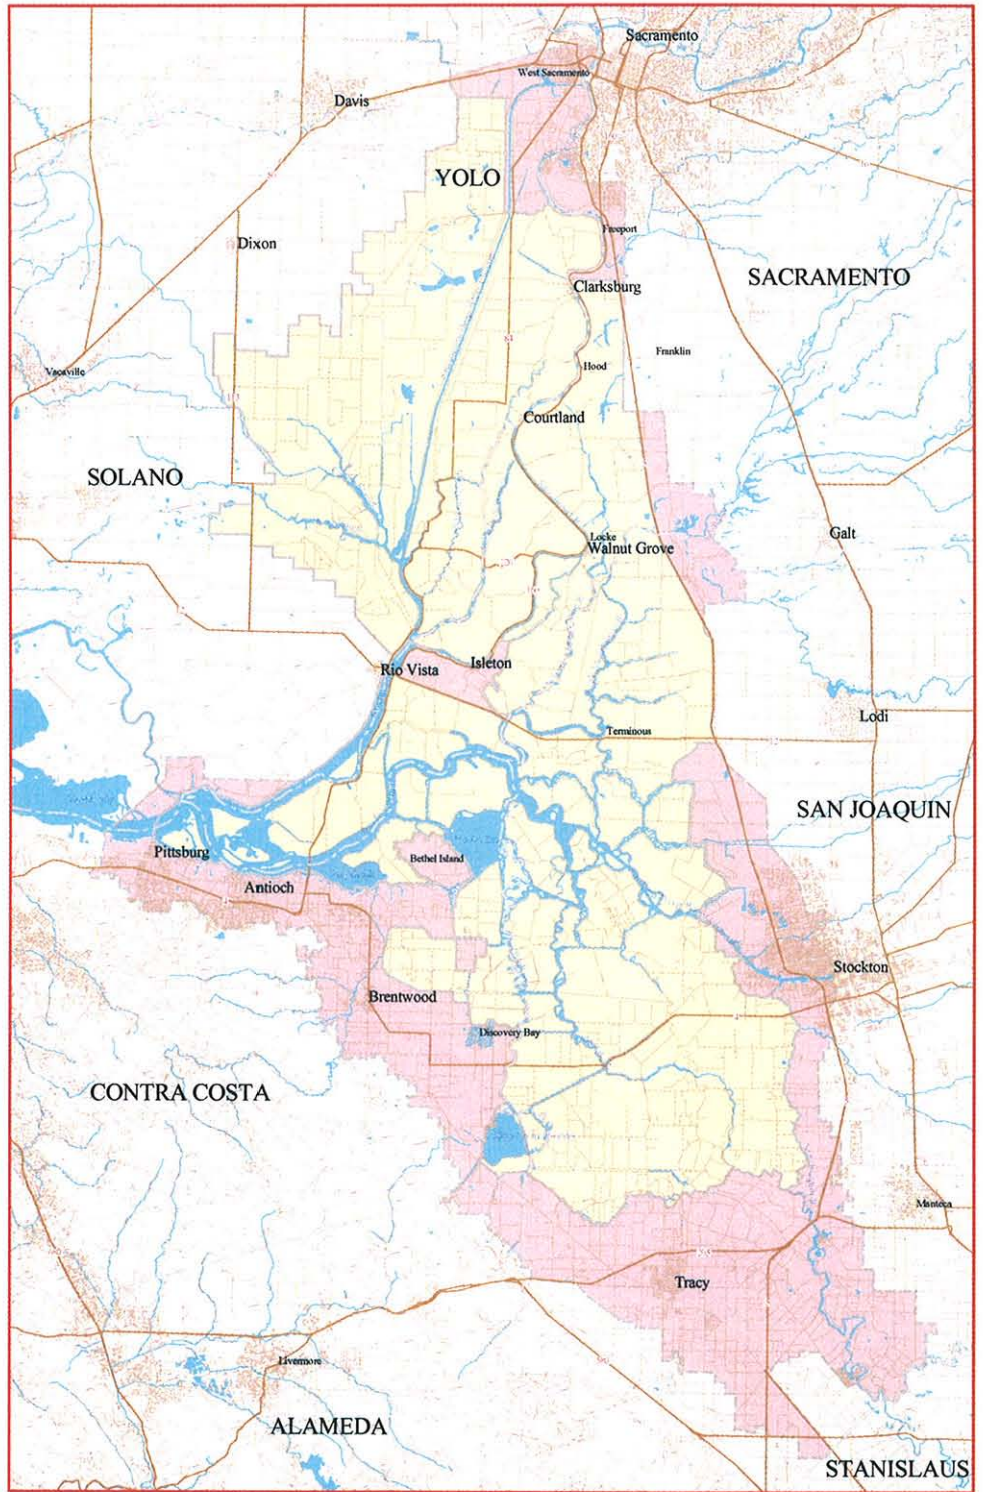 Sacramento
West Sacramento
Davis
YOLO
Freeport
Dixon
SACRAMENTO
Clarksburg
84
Franklin
Hood
Vacaville
Courtland
SOLANO
Galt
Locke
Walnut Grove
Isleton
Rio Vista
Lodi
Terminous
SAN JOAQUIN
Pittsburg
Bethel Island
Antioch
Stockton
Brentwood
Discovery Bay
CONTRA COSTA
Manteca
Tracy
Livermore
ALAMEDA
STANISLAUS